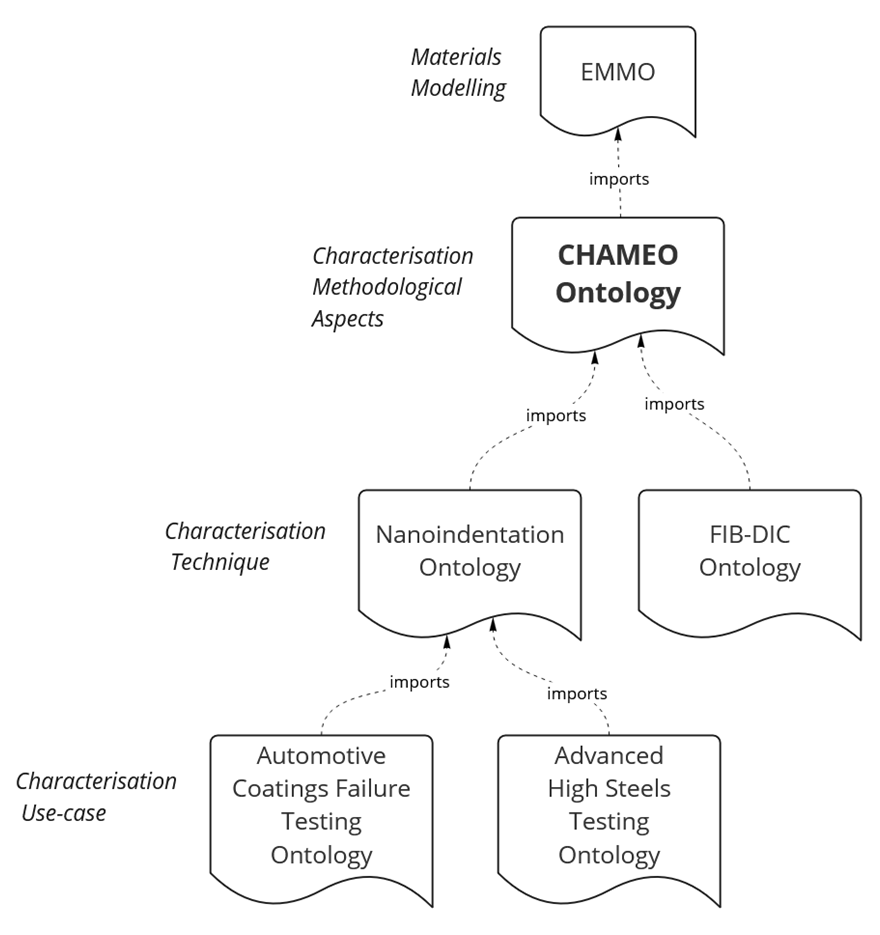 Materials
Modelling
EMMO
imports
Characterisation
Methodological
Aspects
CHAMEO
Ontology
imports
imports
Characterisation
Technique
Nanoindentation
Ontology
FIB-DIC
Ontology
imports
imports
Characterisation
Use-case
Automotive
Coatings Failure
Testing
Ontology
Advanced
High Steels
Testing
Ontology